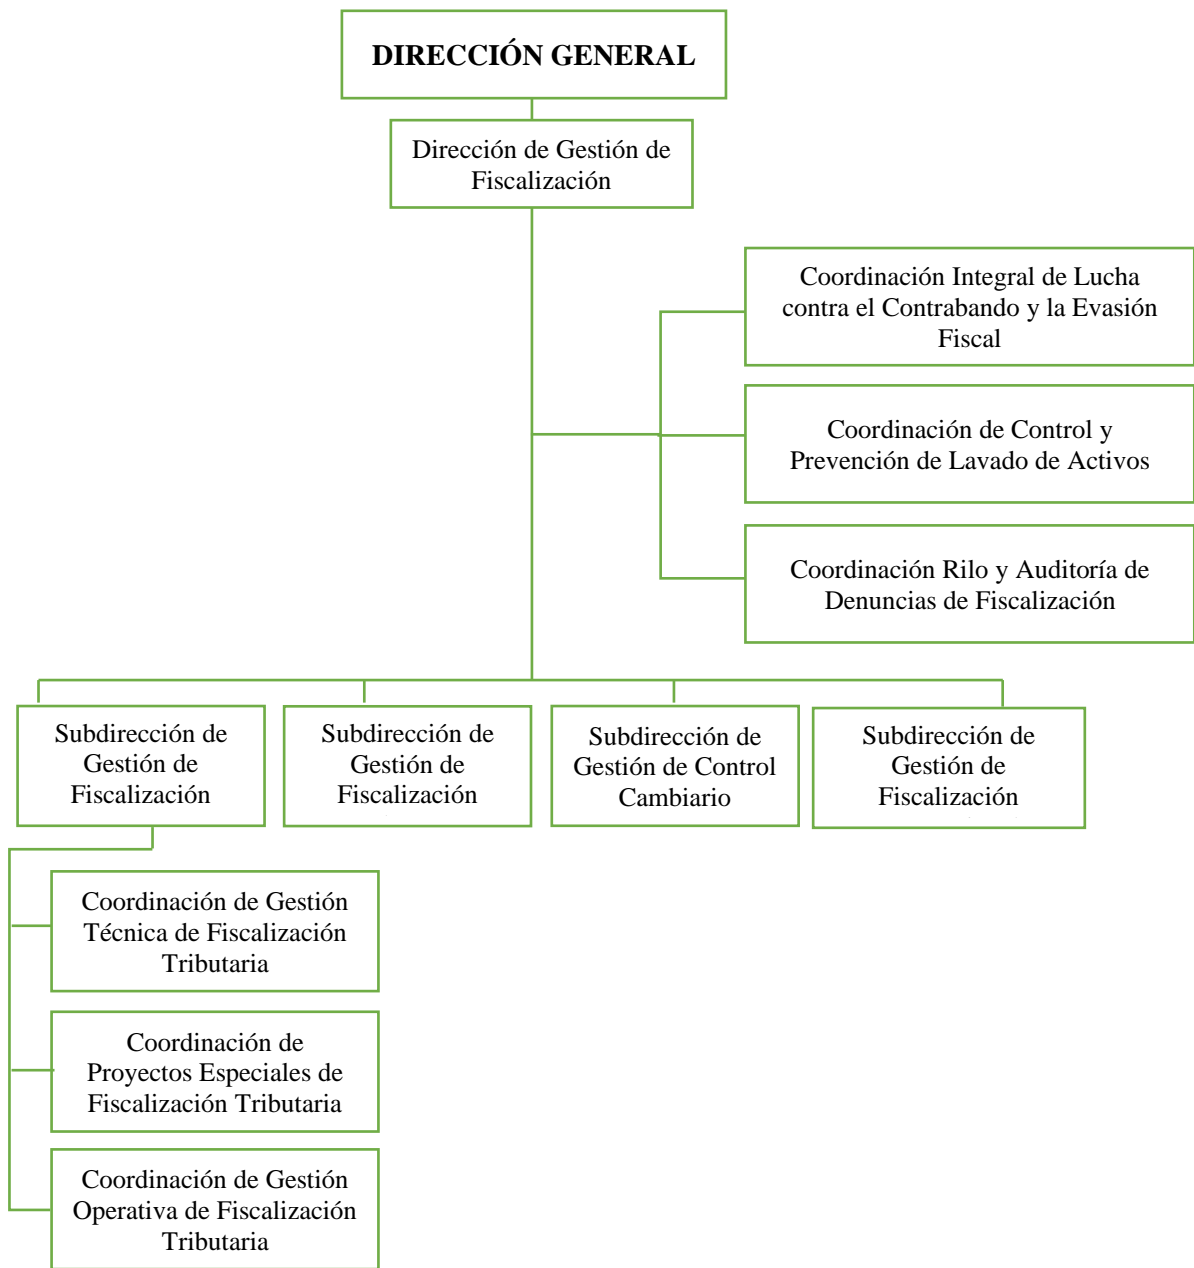 DIRECCIÓN GENERAL
Dirección de Gestión de
Fiscalización
Coordinación Integral de Lucha
contra el Contrabando y la Evasión
Fiscal
Coordinación de Control y
Prevención de Lavado de Activos
Coordinación Rilo y Auditoría de
Denuncias de Fiscalización
Subdirección de
Gestión de
Fiscalización
Subdirección de
Gestión de
Fiscalización
Subdirección de
Gestión de Control
Cambiario
Subdirección de
Gestión de
Fiscalización
Coordinación de Gestión
Técnica de Fiscalización
Tributaria
Coordinación de
Proyectos Especiales de
Fiscalización Tributaria
Coordinación de Gestión
Operativa de Fiscalización
Tributaria